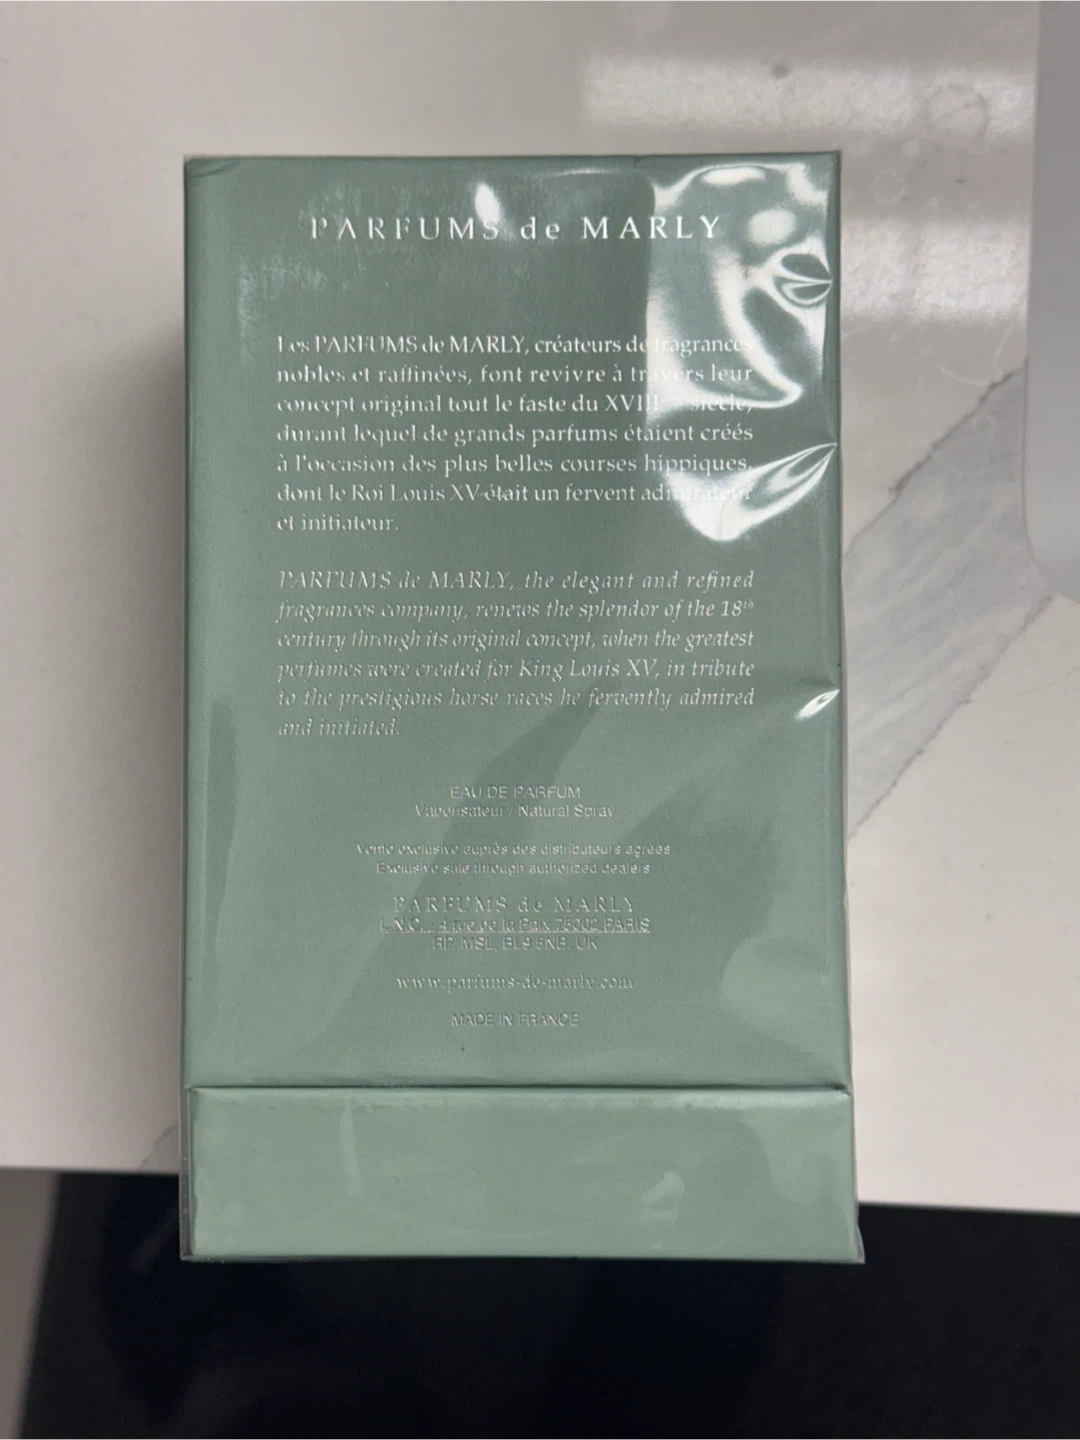 PARFUMS de MARLY
Les PARFUMS de MARLY, créateurs de fragrances
nobles et raffinées, font revivre à travers leur
concept original tout le faste du XVIIIème siècle,
durant lequel de grands parfums étaient créés
à l'occasion des plus belles courses hippiques,
dont le Roi Louis XV était un fervent admirateur
et initiateur.
PARFUMS de MARLY, the elegant and refined
fragrances company, renews the splendor of the 18th
century through its original concept, when the greatest
perfumes were created for King Louis XV, in tribute
to the prestigious horse races he fervently admired
and initiated.
EAU DE PARFUM
Vaporisateur / Natural Spray
Vente exclusive auprès des distributeurs agréés.
Exclusive sale through authorized dealers
PARFUMS de MARLY
L.N.C. - 4 rue de la Paix 75002 PARIS
RP: MSL, BL9 5NB. UK
www.parfums-de-marly.com
MADE IN FRANCE